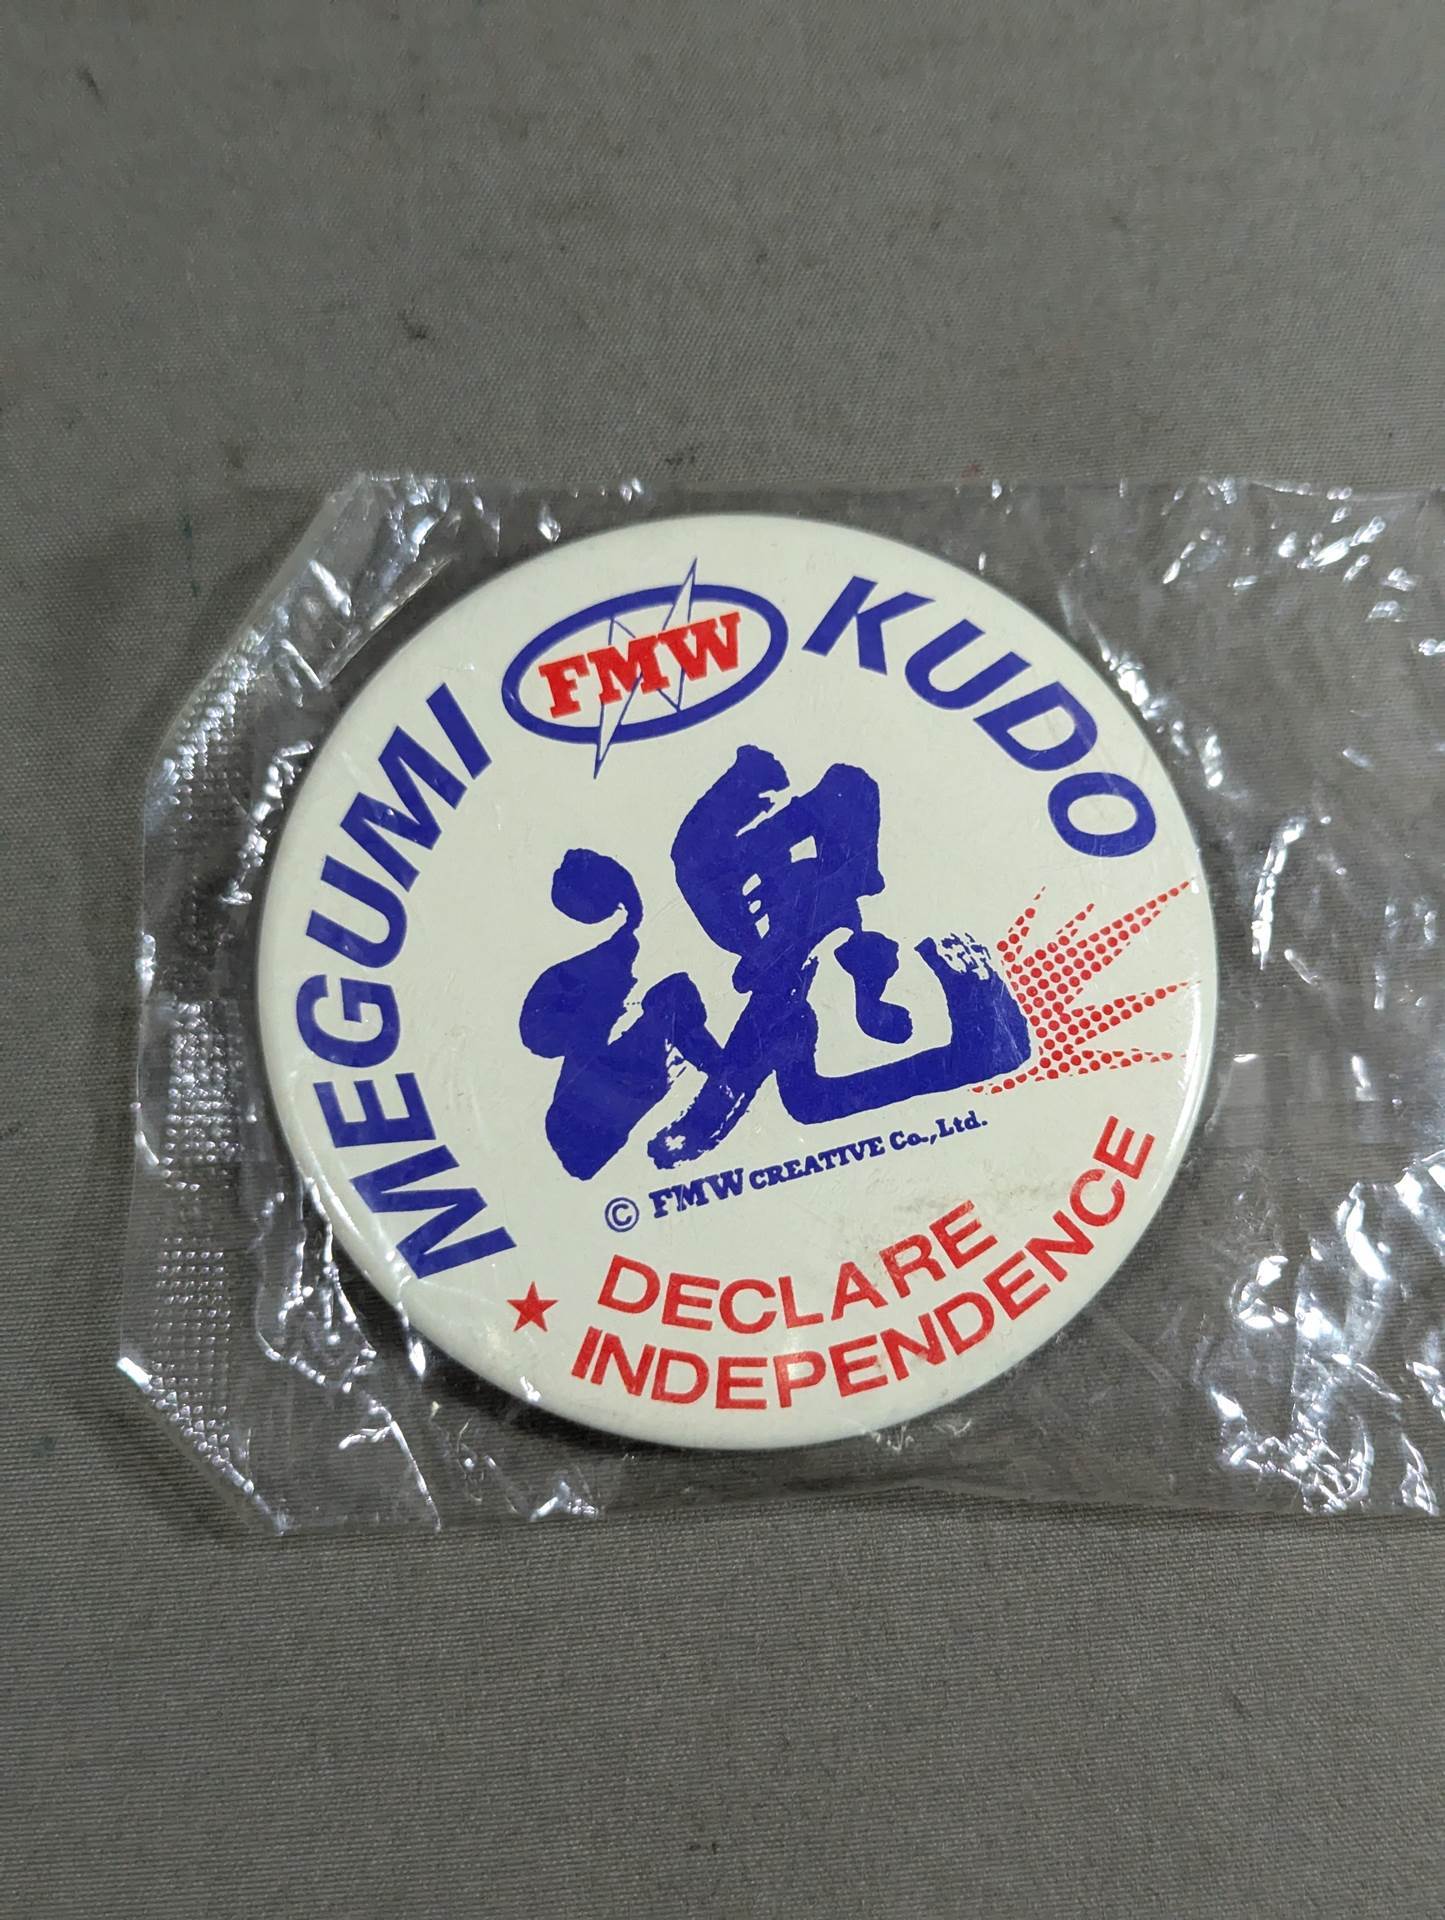 FMW
MEGUMI KUDO
魂
© FMW CREATIVE Co., Ltd.
★ DECLARE
INDEPENDENCE